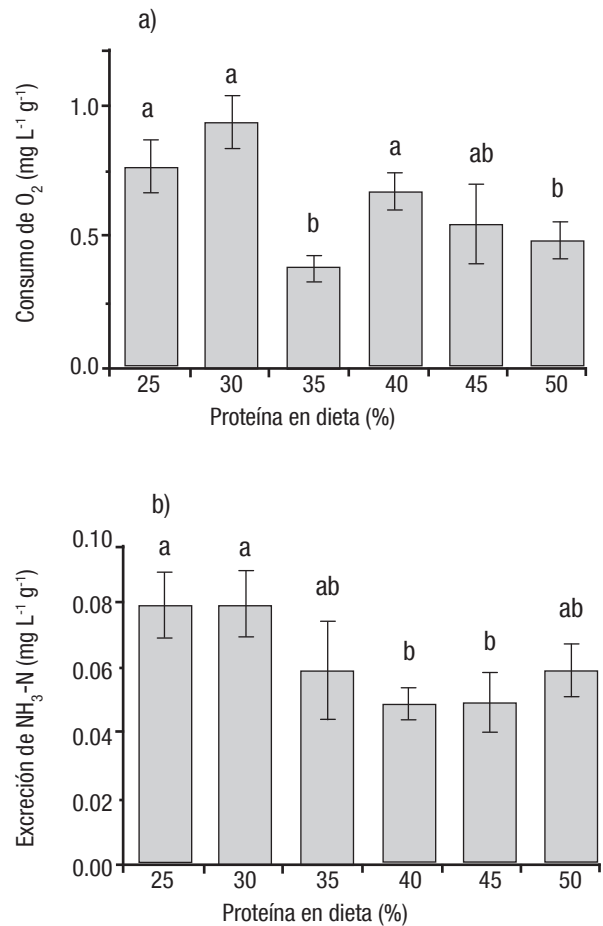 a)
Consumo de O₂ (mg L⁻¹ g⁻¹)
1.0
0.5
0.0
a
a
b
a
ab
b
25 30 35 40 45 50
Proteína en dieta (%)
b)
Excreción de NH₃-N (mg L⁻¹ g⁻¹)
0.10
0.08
0.06
0.04
0.02
0.00
a
a
ab
b
b
ab
25 30 35 40 45 50
Proteína en dieta (%)